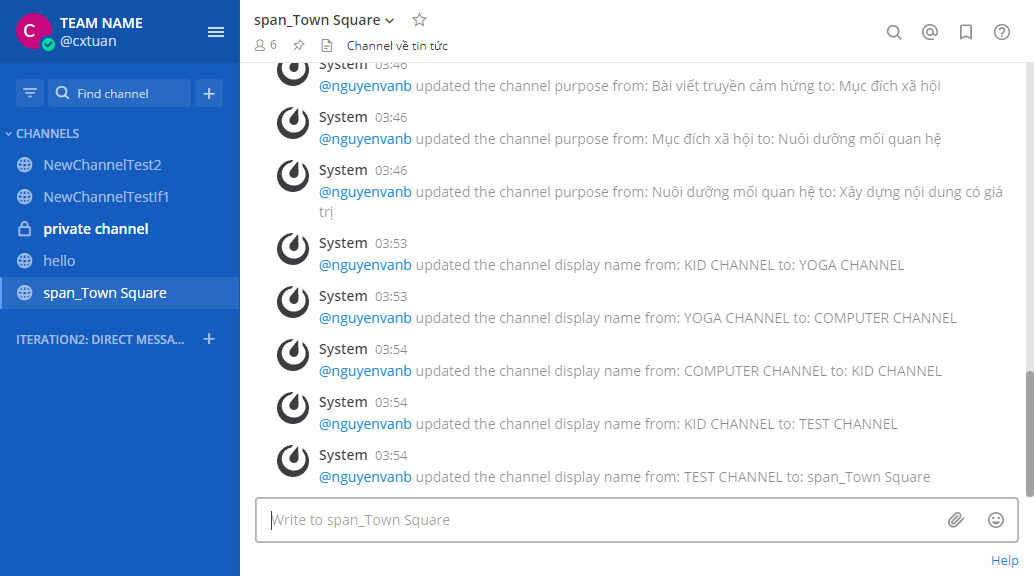 C
TEAM NAME
@cxtuan
Find channel
CHANNELS
NewChannelTest2
NewChannelTestIf1
private channel
hello
span_Town Square
ITERATION2: DIRECT MESSA...
span_Town Square
6
Channel về tin tức
System 03:46
@nguyenvanb updated the channel purpose from: Bài viết truyền cảm hứng to: Mục đích xã hội
System 03:46
@nguyenvanb updated the channel purpose from: Mục đích xã hội to: Nuôi dưỡng mối quan hệ
System 03:46
@nguyenvanb updated the channel purpose from: Nuôi dưỡng mối quan hệ to: Xây dựng nội dung có giá
trị
System 03:53
@nguyenvanb updated the channel display name from: KID CHANNEL to: YOGA CHANNEL
System 03:53
@nguyenvanb updated the channel display name from: YOGA CHANNEL to: COMPUTER CHANNEL
System 03:54
@nguyenvanb updated the channel display name from: COMPUTER CHANNEL to: KID CHANNEL
System 03:54
@nguyenvanb updated the channel display name from: KID CHANNEL to: TEST CHANNEL
System 03:54
@nguyenvanb updated the channel display name from: TEST CHANNEL to: span_Town Square
Write to span_Town Square
Help